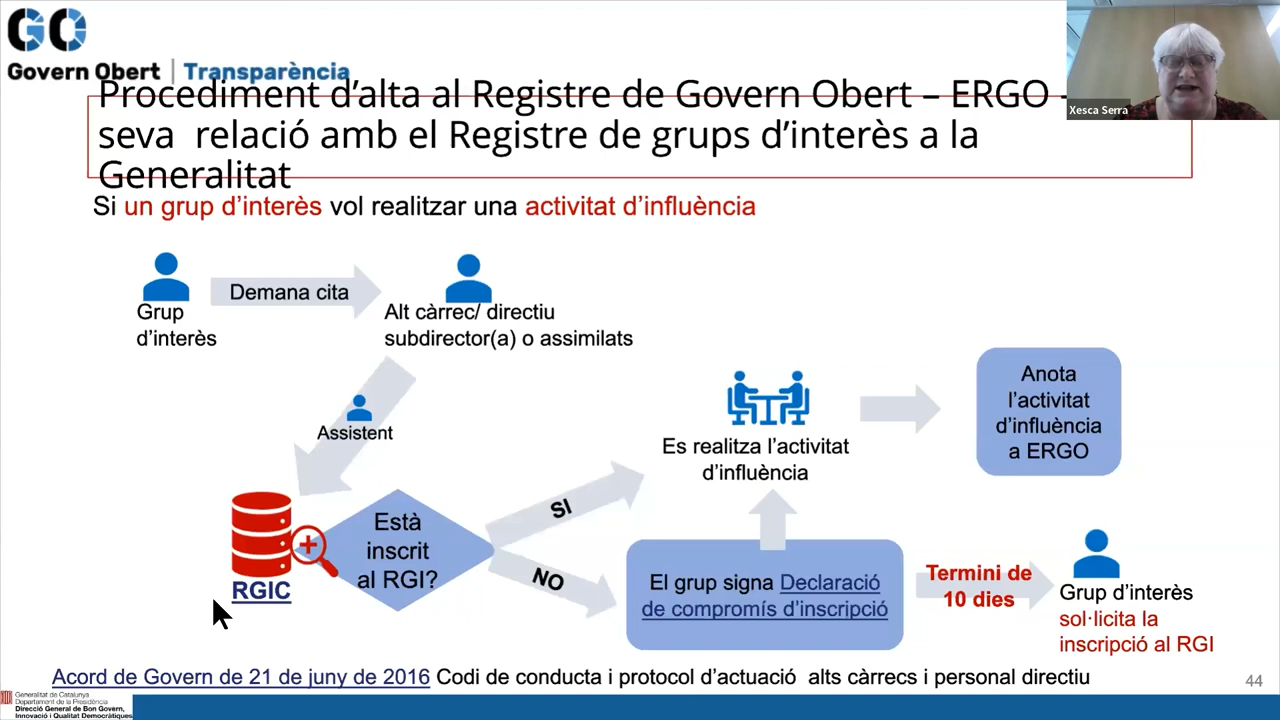 GO
Govern Obert | Transparència
Procediment d’alta al Registre de Govern Obert – ERGO -
seva relació amb el Registre de grups d’interès a la
Generalitat
Xesca Serra
Si un grup d’interès vol realitzar una activitat d’influència
Demana cita
Grup
d’interès
Alt càrrec/ directiu
subdirector(a) o assimilats
Assistent
Anota
l’activitat
d’influència
a ERGO
Es realitza l’activitat
d’influència
SI
Està
inscrit
al RGI?
RGIC
NO
El grup signa Declaració
de compromís d’inscripció
Termini de
10 dies
Grup d’interès
sol·licita la
inscripció al RGI
Acord de Govern de 21 de juny de 2016 Codi de conducta i protocol d’actuació alts càrrecs i personal directiu
44
Generalitat de Catalunya
Departament de la Presidència
Direcció General de Bon Govern,
Innovació i Qualitat Democràtiques